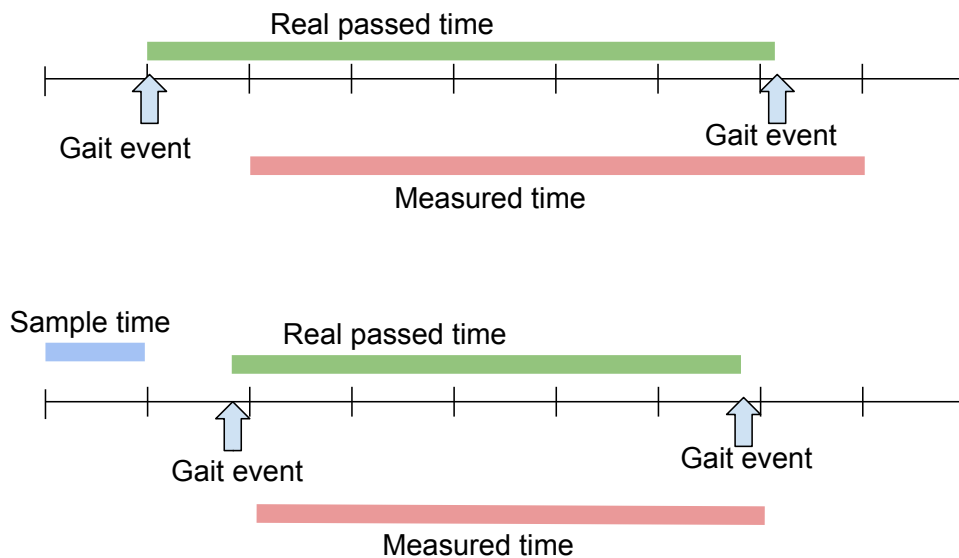 Real passed time
Gait event
Gait event
Measured time
Sample time
Real passed time
Gait event
Gait event
Measured time